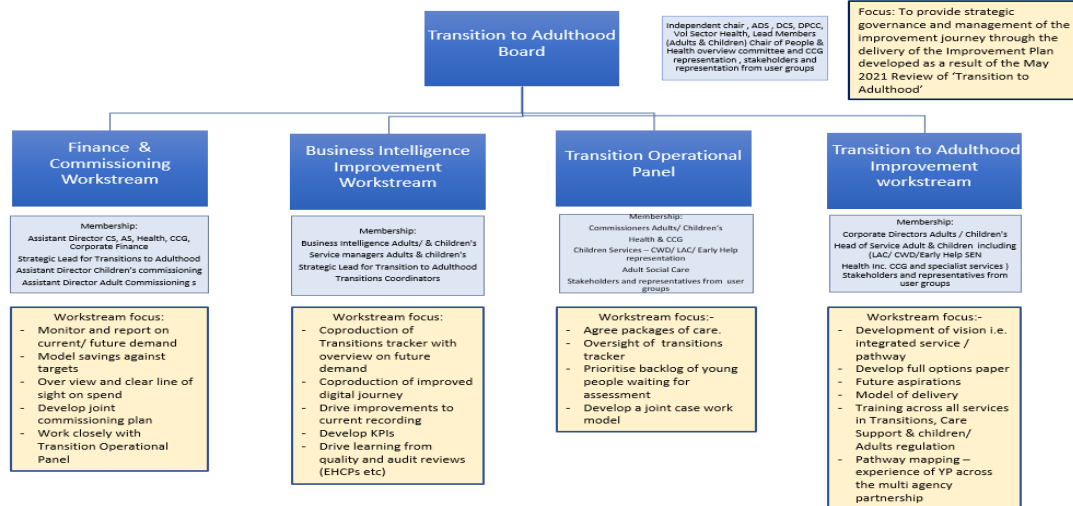 Transition to Adulthood
Board
Independent chair , ADS , DCS, DPCC,
Vol Sector Health, Lead Members
(Adults & Children) Chair of People &
Health overview committee and CCG
representation , stakeholders and
representation from user groups
Focus: To provide strategic
governance and management of the
improvement journey through the
delivery of the Improvement Plan
developed as a result of the May
2021 Review of ‘Transition to
Adulthood’
Finance &
Commissioning
Workstream
Membership:
Assistant Director CS, AS, Health, CCG,
Corporate Finance
Strategic Lead for Transitions to Adulthood
Assistant Director Children's commissioning
Assistant Director Adult Commissioning s
Workstream focus:
- Monitor and report on
current/ future demand
- Model savings against
targets
- Over view and clear line of
sight on spend
- Develop joint
commissioning plan
- Work closely with
Transition Operational
Panel
Business Intelligence
Improvement
Workstream
Membership:
Business Intelligence Adults/ & Children's
Service managers Adults & children's
Strategic Lead for Transition to Adulthood
Transitions Coordinators
Workstream focus:
- Coproduction of
Transitions tracker with
overview on future
demand
- Coproduction of improved
digital journey
- Drive improvements to
current recording
- Develop KPIs
- Drive learning from
quality and audit reviews
(EHCPs etc)
Transition Operational
Panel
Membership:
Commissioners Adults/ Children's
Health & CCG
Children Services – CWD/ LAC/ Early Help
representation
Adult Social Care
Stakeholders and representatives from user
groups
Workstream focus:-
- Agree packages of care.
- Oversight of transitions
tracker
- Prioritise backlog of young
people waiting for
assessment
- Develop a joint case work
model
Transition to Adulthood
Improvement
workstream
Membership:
Corporate Directors Adults / Children's
Head of Service Adult & Children including
(LAC/ CWD/Early Help SEN
Health Inc. CCG and specialist services )
Stakeholders and representatives from
user groups
Workstream focus:-
- Development of vision i.e.
integrated service /
pathway
- Develop full options paper
- Future aspirations
- Model of delivery
- Training across all services
in Transitions, Care
Support & children/
Adults regulation
- Pathway mapping –
experience of YP across
the multi agency
partnership